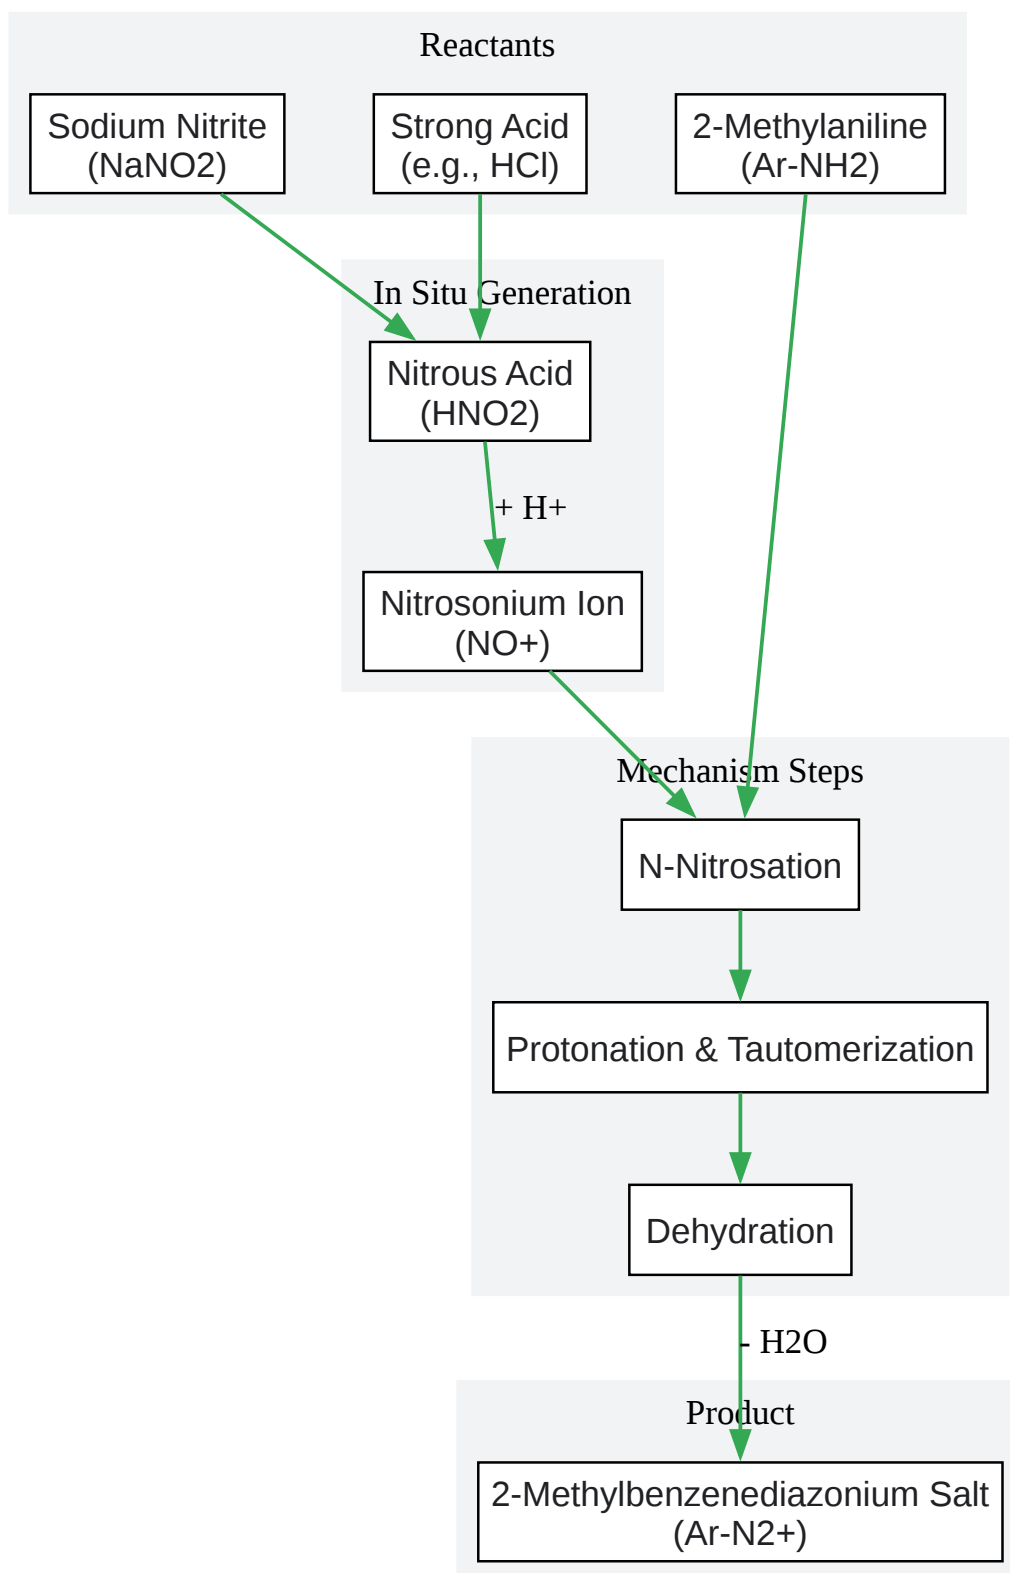 Reactants
Sodium Nitrite
(NaNO2)
Strong Acid
(e.g., HCl)
2-Methylaniline
(Ar-NH2)
In Situ Generation
Nitrous Acid
(HNO2)
+ H+
Nitrosonium Ion
(NO+)
Mechanism Steps
N-Nitrosation
Protonation & Tautomerization
Dehydration
- H2O
Product
2-Methylbenzenediazonium Salt
(Ar-N2+)